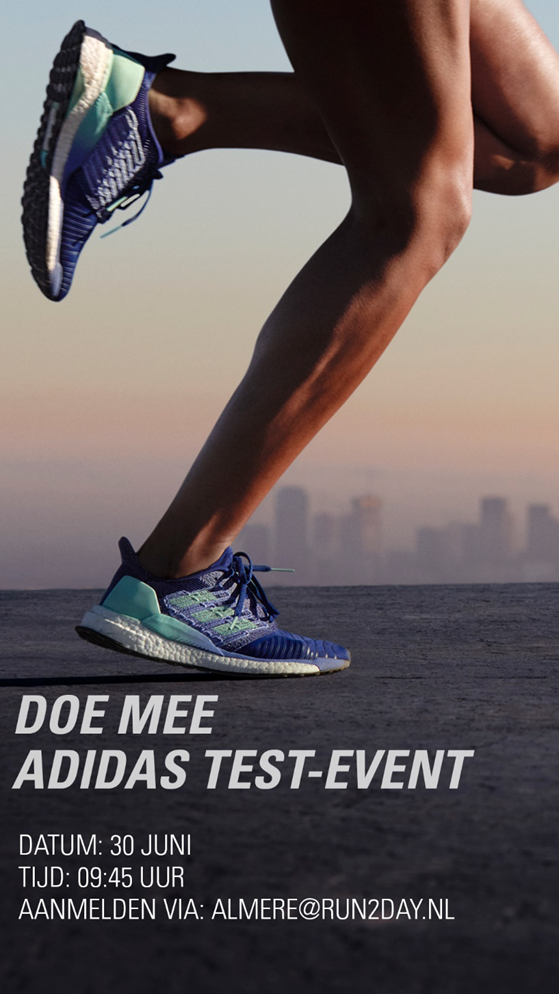 DOE MEE
ADIDAS TEST-EVENT
DATUM: 30 JUNI
TIJD: 09:45 UUR
AANMELDEN VIA: ALMERE@RUN2DAY.NL